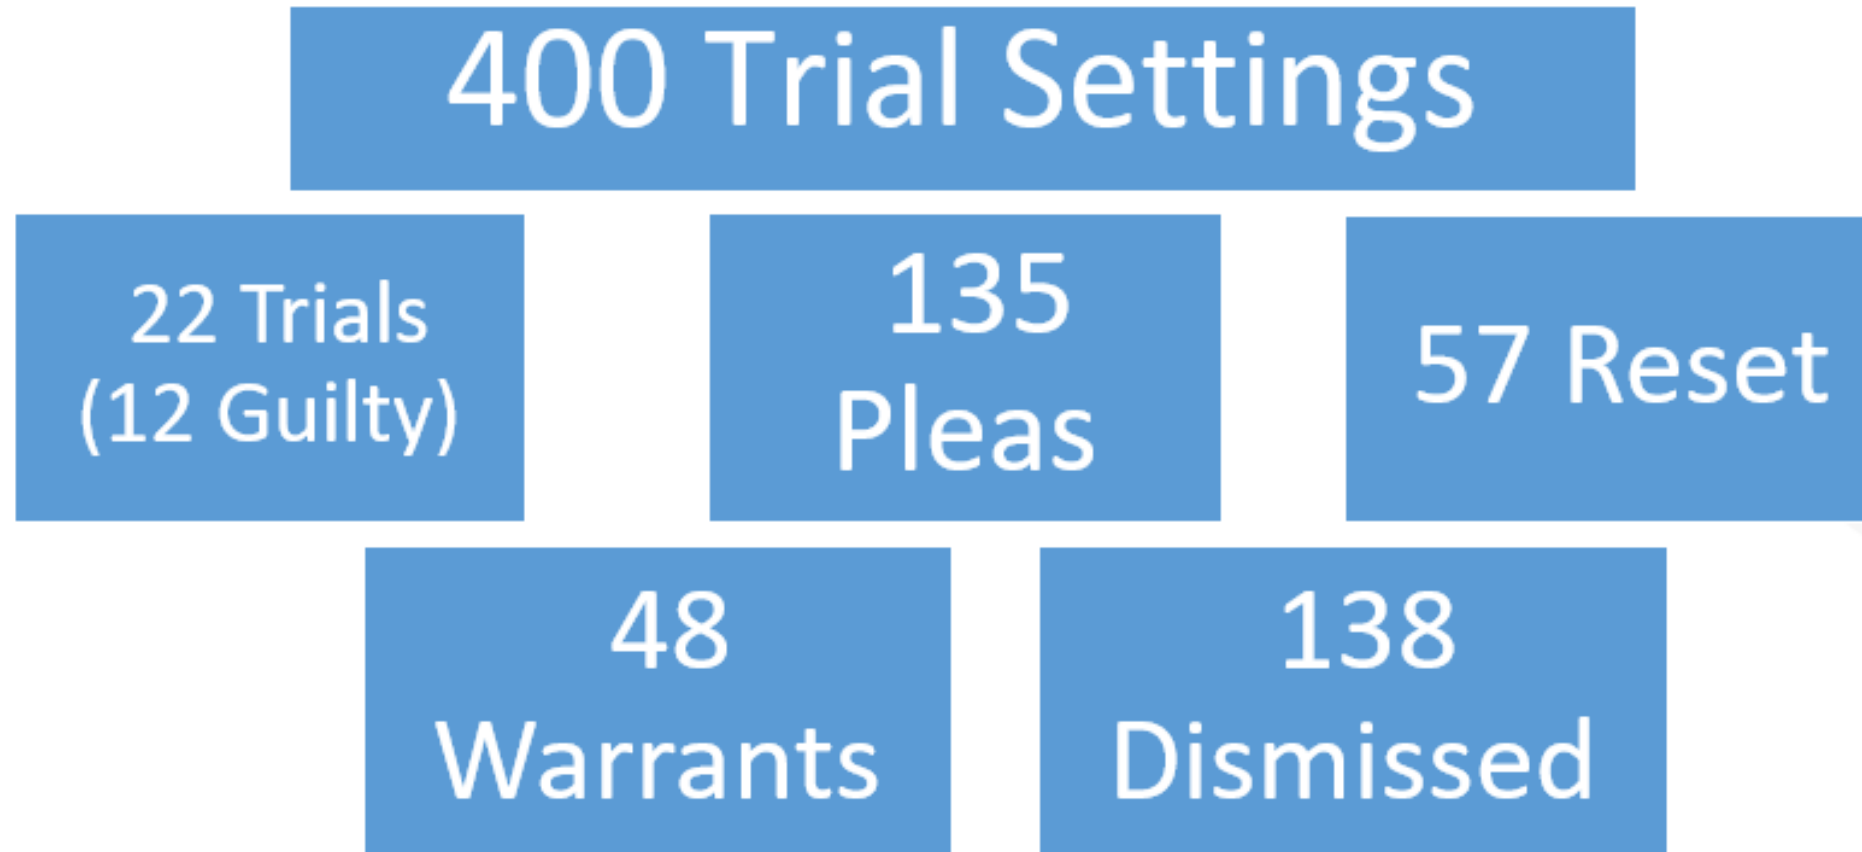 400 Trial Settings
22 Trials
(12 Guilty)
135
Pleas
57 Reset
48
Warrants
138
Dismissed